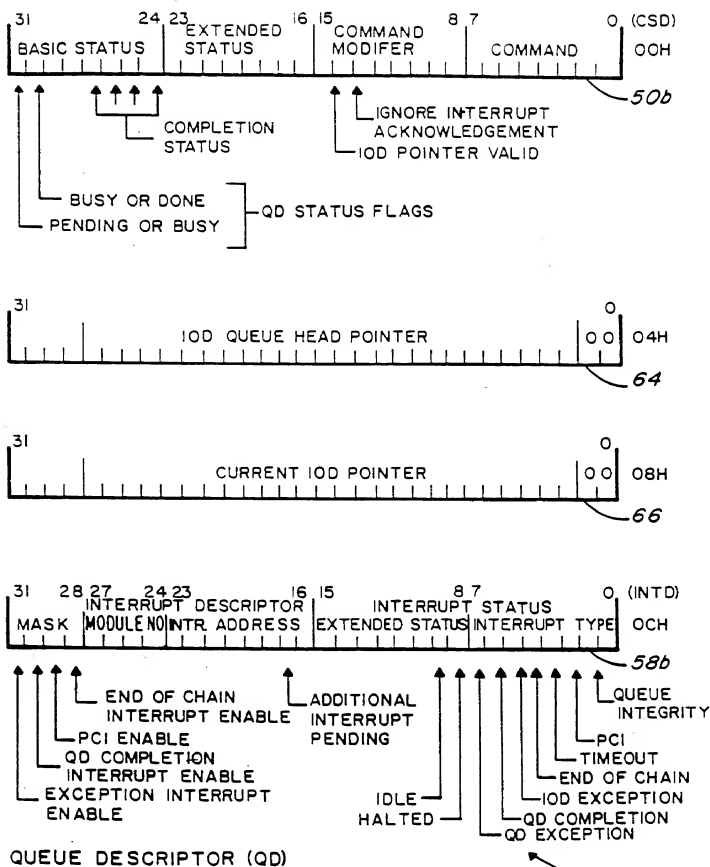 31 24 23 16 15 8 7 0 (CSD)
BASIC STATUS EXTENDED STATUS COMMAND MODIFER COMMAND 00H
50b
COMPLETION STATUS
IGNORE INTERRUPT ACKNOWLEDGEMENT
IOD POINTER VALID
BUSY OR DONE
PENDING OR BUSY
QD STATUS FLAGS
31 0
IOD QUEUE HEAD POINTER 0 0 04H
64
31 0
CURRENT IOD POINTER 0 0 08H
66
31 28 27 24 23 16 15 8 7 0 (INTD)
INTERRUPT DESCRIPTOR INTERRUPT STATUS
MASK MODULE NO INTR. ADDRESS EXTENDED STATUS INTERRUPT TYPE 0CH
58b
END OF CHAIN INTERRUPT ENABLE
PCI ENABLE
QD COMPLETION INTERRUPT ENABLE
EXCEPTION INTERRUPT ENABLE
ADDITIONAL INTERRUPT PENDING
IDLE
HALTED
QUEUE INTEGRITY
PCI
TIMEOUT
END OF CHAIN
IOD EXCEPTION
QD COMPLETION
QD EXCEPTION
QUEUE DESCRIPTOR (QD)